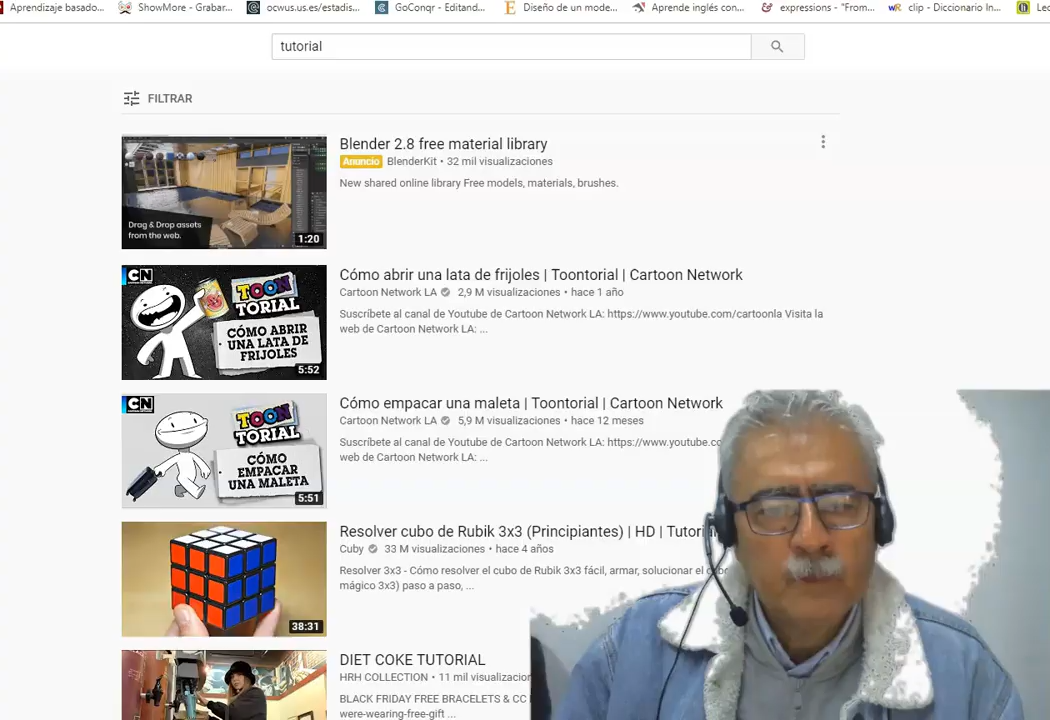 Aprendizaje basado...
ShowMore - Grabar...
ocwus.us.es/estadis...
GoConqr - Editand...
Diseño de un mode...
Aprende inglés con...
expressions - "From...
wR clip - Diccionario In...
tutorial
FILTRAR
Blender 2.8 free material library
Anuncio BlenderKit • 32 mil visualizaciones
New shared online library Free models, materials, brushes.
Drag & Drop assets
from the web.
1:20
Cómo abrir una lata de frijoles | Toontorial | Cartoon Network
Cartoon Network LA 2,9 M visualizaciones • hace 1 año
Suscríbete al canal de Youtube de Cartoon Network LA: https://www.youtube.com/cartoonla Visita la
web de Cartoon Network LA: ...
CN
TOON
TORIAL
CÓMO ABRIR
UNA LATA DE
FRIJOLES
5:52
Cómo empacar una maleta | Toontorial | Cartoon Network
Cartoon Network LA 5,9 M visualizaciones • hace 12 meses
Suscríbete al canal de Youtube de Cartoon Network LA: https://www.youtube.co
web de Cartoon Network LA: ...
CN
TOON
TORIAL
CÓMO
EMPACAR
UNA MALETA
5:51
Resolver cubo de Rubik 3x3 (Principiantes) | HD | Tutori
Cuby 33 M visualizaciones • hace 4 años
Resolver 3x3 - Cómo resolver el cubo de Rubik 3x3 fácil, armar, solucionar el cubo
mágico 3x3) paso a paso, ...
38:31
DIET COKE TUTORIAL
HRH COLLECTION • 11 mil visualizacion
BLACK FRIDAY FREE BRACELETS & CC
were-wearing-free-gift ...